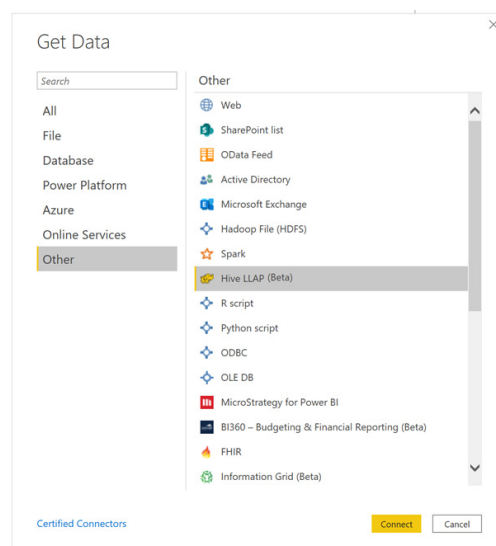 Get Data
Search
All
File
Database
Power Platform
Azure
Online Services
Other
Other
Web
SharePoint list
OData Feed
Active Directory
Microsoft Exchange
Hadoop File (HDFS)
Spark
Hive LLAP (Beta)
R script
Python script
ODBC
OLE DB
MicroStrategy for Power BI
BI360 – Budgeting & Financial Reporting (Beta)
FHIR
Information Grid (Beta)
Certified Connectors
Connect
Cancel